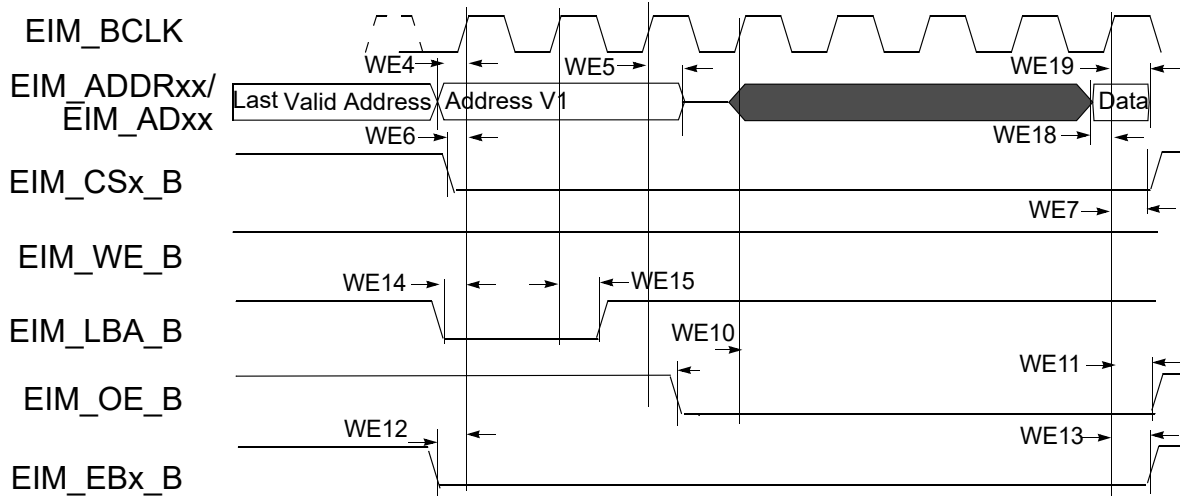 EIM_BCLK
WE4
WE5
WE19
EIM_ADDRxx/
EIM_ADxx
Last Valid Address
Address V1
Data
WE6
WE18
EIM_CSx_B
WE7
EIM_WE_B
WE14
WE15
EIM_LBA_B
WE10
WE11
EIM_OE_B
WE12
WE13
EIM_EBx_B